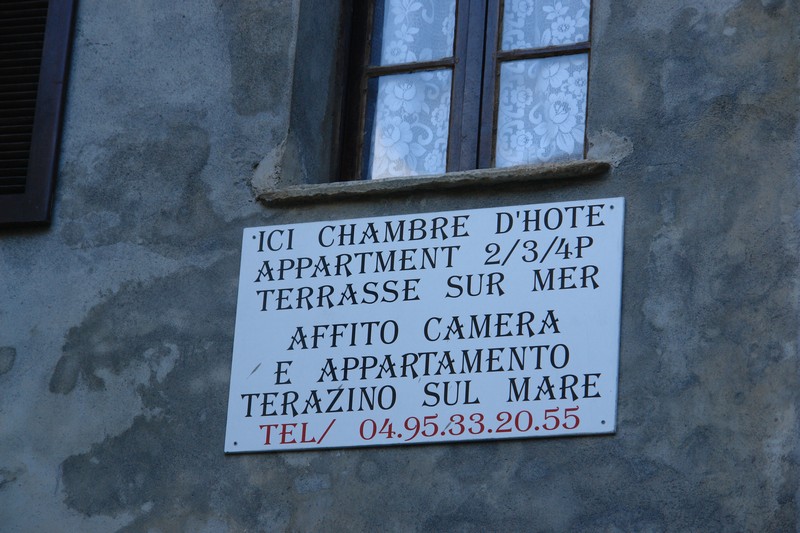 ICI CHAMBRE D'HOTE
APPARTMENT 2/3/4P
TERRASSE SUR MER
AFFITO CAMERA
E APPARTAMENTO
TERAZINO SUL MARE
TEL/ 04.95.33.20.55